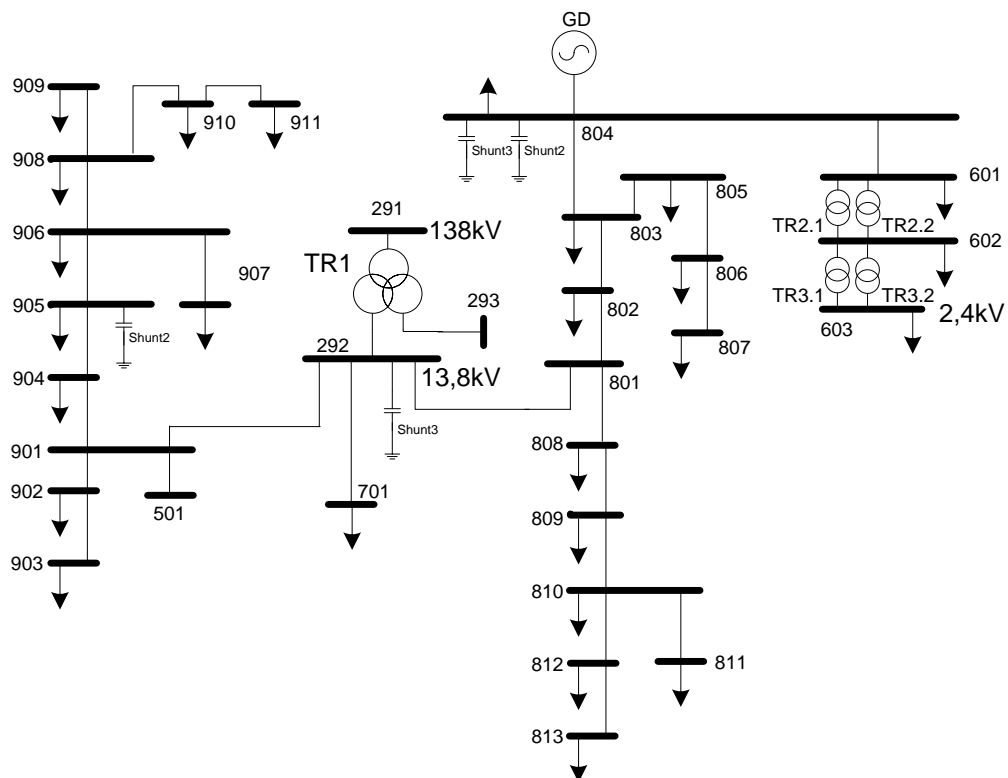 GD
909
910
911
804
Shunt3
Shunt2
908
805
601
291
138kV
906
803
TR2.1
TR2.2
602
TR1
907
806
905
293
802
TR3.1
TR3.2
2,4kV
603
Shunt2
292
807
904
13,8kV
801
Shunt3
901
808
902
501
701
809
903
810
812
811
813